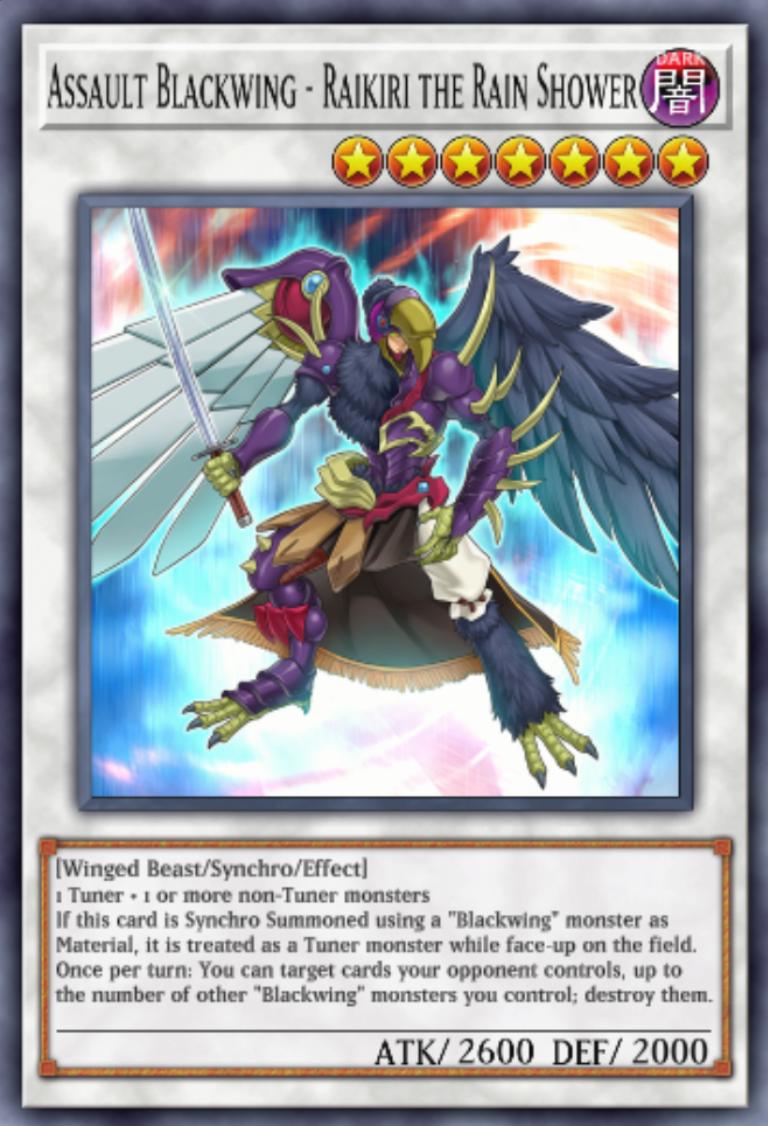 ASSAULT BLACKWING - RAIKIRI THE RAIN SHOWER
DARK
闇
[Winged Beast/Synchro/Effect]
1 Tuner + 1 or more non-Tuner monsters
If this card is Synchro Summoned using a "Blackwing" monster as
Material, it is treated as a Tuner monster while face-up on the field.
Once per turn: You can target cards your opponent controls, up to
the number of other "Blackwing" monsters you control; destroy them.
ATK/ 2600 DEF/ 2000